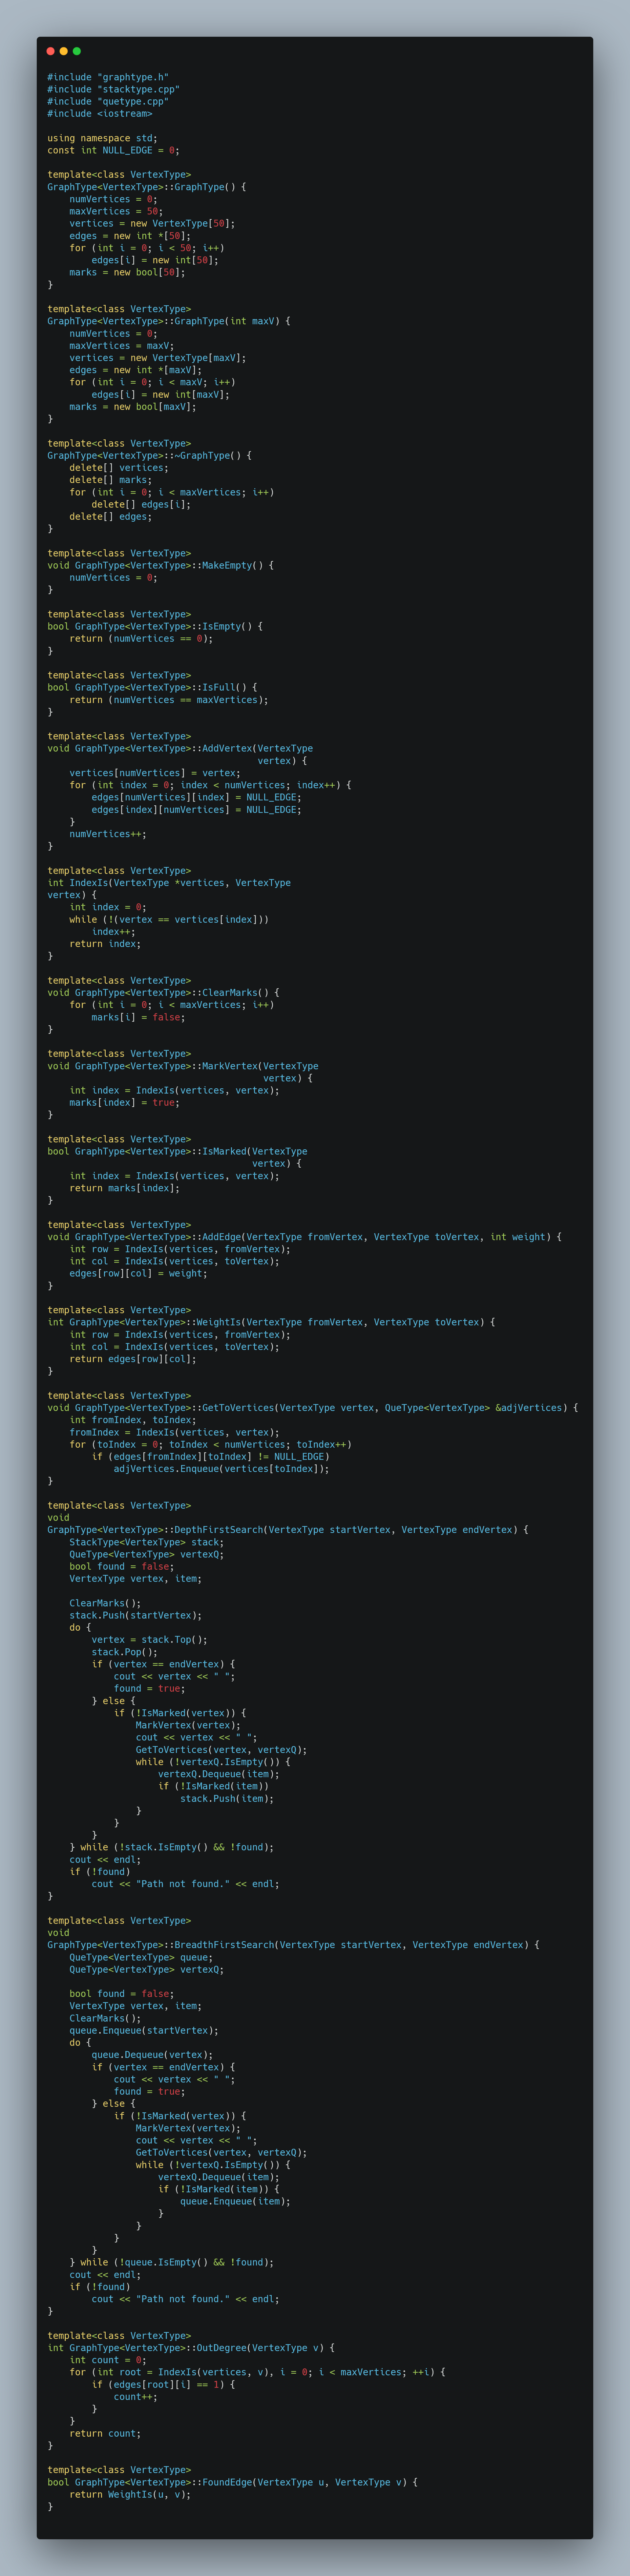 #include "graphtype.h"
#include "stacktype.cpp"
#include "quetype.cpp"
#include <iostream>

using namespace std;
const int NULL_EDGE = 0;

template<class VertexType>
GraphType<VertexType>::GraphType() {
    numVertices = 0;
    maxVertices = 50;
    vertices = new VertexType[50];
    edges = new int *[50];
    for (int i = 0; i < 50; i++)
        edges[i] = new int[50];
    marks = new bool[50];
}

template<class VertexType>
GraphType<VertexType>::GraphType(int maxV) {
    numVertices = 0;
    maxVertices = maxV;
    vertices = new VertexType[maxV];
    edges = new int *[maxV];
    for (int i = 0; i < maxV; i++)
        edges[i] = new int[maxV];
    marks = new bool[maxV];
}

template<class VertexType>
GraphType<VertexType>::~GraphType() {
    delete[] vertices;
    delete[] marks;
    for (int i = 0; i < maxVertices; i++)
        delete[] edges[i];
    delete[] edges;
}

template<class VertexType>
void GraphType<VertexType>::MakeEmpty() {
    numVertices = 0;
}

template<class VertexType>
bool GraphType<VertexType>::IsEmpty() {
    return (numVertices == 0);
}

template<class VertexType>
bool GraphType<VertexType>::IsFull() {
    return (numVertices == maxVertices);
}

template<class VertexType>
void GraphType<VertexType>::AddVertex(VertexType
                                      vertex) {
    vertices[numVertices] = vertex;
    for (int index = 0; index < numVertices; index++) {
        edges[numVertices][index] = NULL_EDGE;
        edges[index][numVertices] = NULL_EDGE;
    }
    numVertices++;
}

template<class VertexType>
int IndexIs(VertexType *vertices, VertexType
vertex) {
    int index = 0;
    while (!(vertex == vertices[index]))
        index++;
    return index;
}

template<class VertexType>
void GraphType<VertexType>::ClearMarks() {
    for (int i = 0; i < maxVertices; i++)
        marks[i] = false;
}

template<class VertexType>
void GraphType<VertexType>::MarkVertex(VertexType
                                       vertex) {
    int index = IndexIs(vertices, vertex);
    marks[index] = true;
}

template<class VertexType>
bool GraphType<VertexType>::IsMarked(VertexType
                                     vertex) {
    int index = IndexIs(vertices, vertex);
    return marks[index];
}

template<class VertexType>
void GraphType<VertexType>::AddEdge(VertexType fromVertex, VertexType toVertex, int weight) {
    int row = IndexIs(vertices, fromVertex);
    int col = IndexIs(vertices, toVertex);
    edges[row][col] = weight;
}

template<class VertexType>
int GraphType<VertexType>::WeightIs(VertexType fromVertex, VertexType toVertex) {
    int row = IndexIs(vertices, fromVertex);
    int col = IndexIs(vertices, toVertex);
    return edges[row][col];
}

template<class VertexType>
void GraphType<VertexType>::GetToVertices(VertexType vertex, QueType<VertexType> &adjVertices) {
    int fromIndex, toIndex;
    fromIndex = IndexIs(vertices, vertex);
    for (toIndex = 0; toIndex < numVertices; toIndex++)
        if (edges[fromIndex][toIndex] != NULL_EDGE)
            adjVertices.Enqueue(vertices[toIndex]);
}

template<class VertexType>
void
GraphType<VertexType>::DepthFirstSearch(VertexType startVertex, VertexType endVertex) {
    StackType<VertexType> stack;
    QueType<VertexType> vertexQ;
    bool found = false;
    VertexType vertex, item;

    ClearMarks();
    stack.Push(startVertex);
    do {
        vertex = stack.Top();
        stack.Pop();
        if (vertex == endVertex) {
            cout << vertex << " ";
            found = true;
        } else {
            if (!IsMarked(vertex)) {
                MarkVertex(vertex);
                cout << vertex << " ";
                GetToVertices(vertex, vertexQ);
                while (!vertexQ.IsEmpty()) {
                    vertexQ.Dequeue(item);
                    if (!IsMarked(item))
                        stack.Push(item);
                }
            }
        }
    } while (!stack.IsEmpty() && !found);
    cout << endl;
    if (!found)
        cout << "Path not found." << endl;
}

template<class VertexType>
void
GraphType<VertexType>::BreadthFirstSearch(VertexType startVertex, VertexType endVertex) {
    QueType<VertexType> queue;
    QueType<VertexType> vertexQ;

    bool found = false;
    VertexType vertex, item;
    ClearMarks();
    queue.Enqueue(startVertex);
    do {
        queue.Dequeue(vertex);
        if (vertex == endVertex) {
            cout << vertex << " ";
            found = true;
        } else {
            if (!IsMarked(vertex)) {
                MarkVertex(vertex);
                cout << vertex << " ";
                GetToVertices(vertex, vertexQ);
                while (!vertexQ.IsEmpty()) {
                    vertexQ.Dequeue(item);
                    if (!IsMarked(item)) {
                        queue.Enqueue(item);
                    }
                }
            }
        }
    } while (!queue.IsEmpty() && !found);
    cout << endl;
    if (!found)
        cout << "Path not found." << endl;
}

template<class VertexType>
int GraphType<VertexType>::OutDegree(VertexType v) {
    int count = 0;
    for (int root = IndexIs(vertices, v), i = 0; i < maxVertices; ++i) {
        if (edges[root][i] == 1) {
            count++;
        }
    }
    return count;
}

template<class VertexType>
bool GraphType<VertexType>::FoundEdge(VertexType u, VertexType v) {
    return WeightIs(u, v);
}